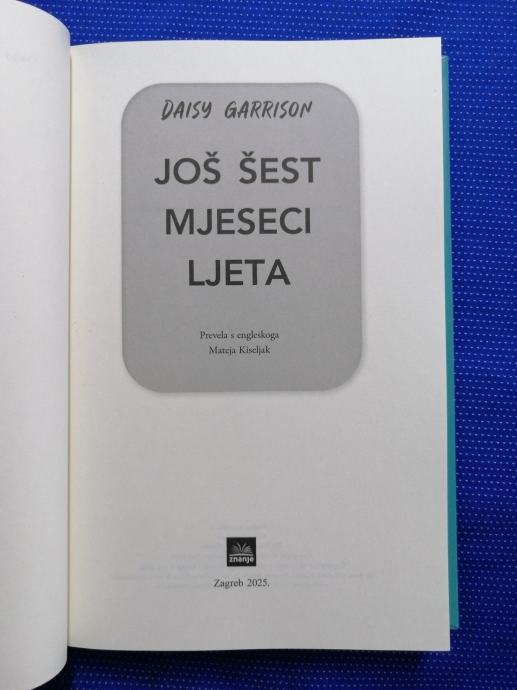 DAISY GARRISON
JOŠ ŠEST
MJESECI
LJETA
Prevela s engleskoga
Mateja Kiseljak
znanje
Zagreb 2025.